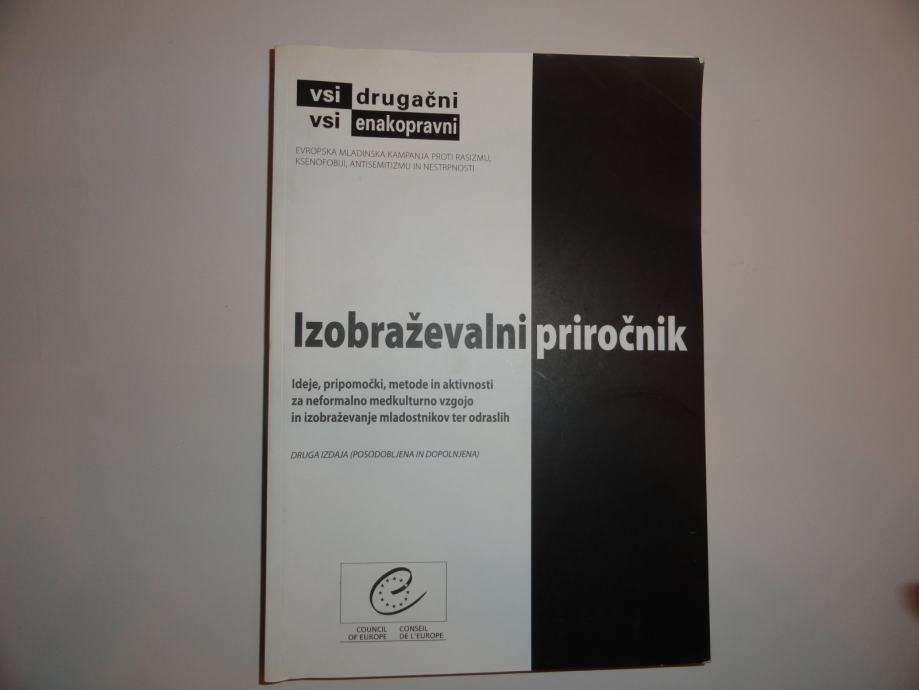 vsi drugačni
vsi enakopravni
EVROPSKA MLADINSKA KAMPANJA PROTI RASIZMU,
KSENOFOBIJI, ANTISEMITIZMU IN NESTRPNOSTI
Izobraževalni priročnik
Ideje, pripomočki, metode in aktivnosti
za neformalno medkulturno vzgojo
in izobraževanje mladostnikov ter odraslih
DRUGA IZDAJA (POSODOBLJENA IN DOPOLNJENA)
COUNCIL CONSEIL
OF EUROPE DE L'EUROPE